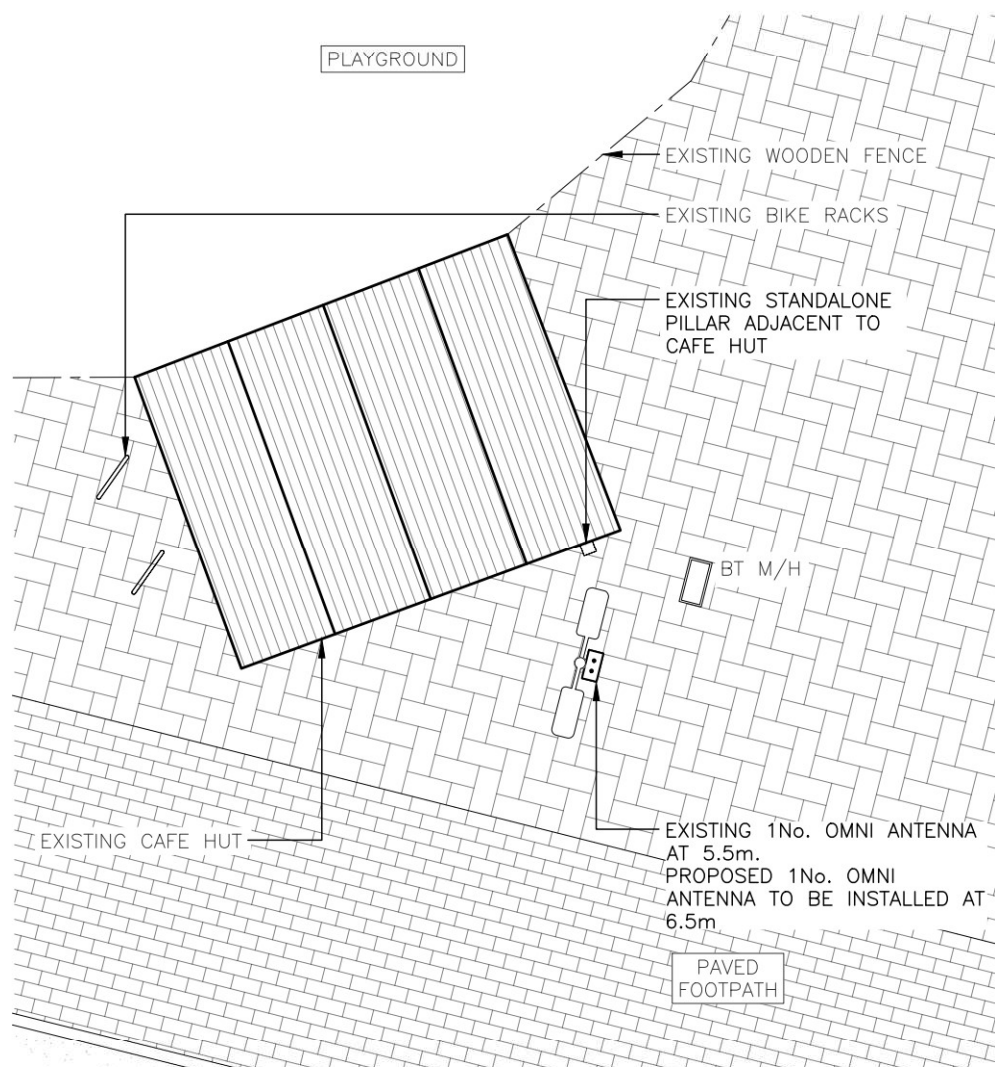 PLAYGROUND
EXISTING WOODEN FENCE
EXISTING BIKE RACKS
EXISTING STANDALONE
PILLAR ADJACENT TO
CAFE HUT
BT M/H
EXISTING CAFE HUT
EXISTING 1No. OMNI ANTENNA
AT 5.5m.
PROPOSED 1No. OMNI
ANTENNA TO BE INSTALLED AT
6.5m
PAVED
FOOTPATH